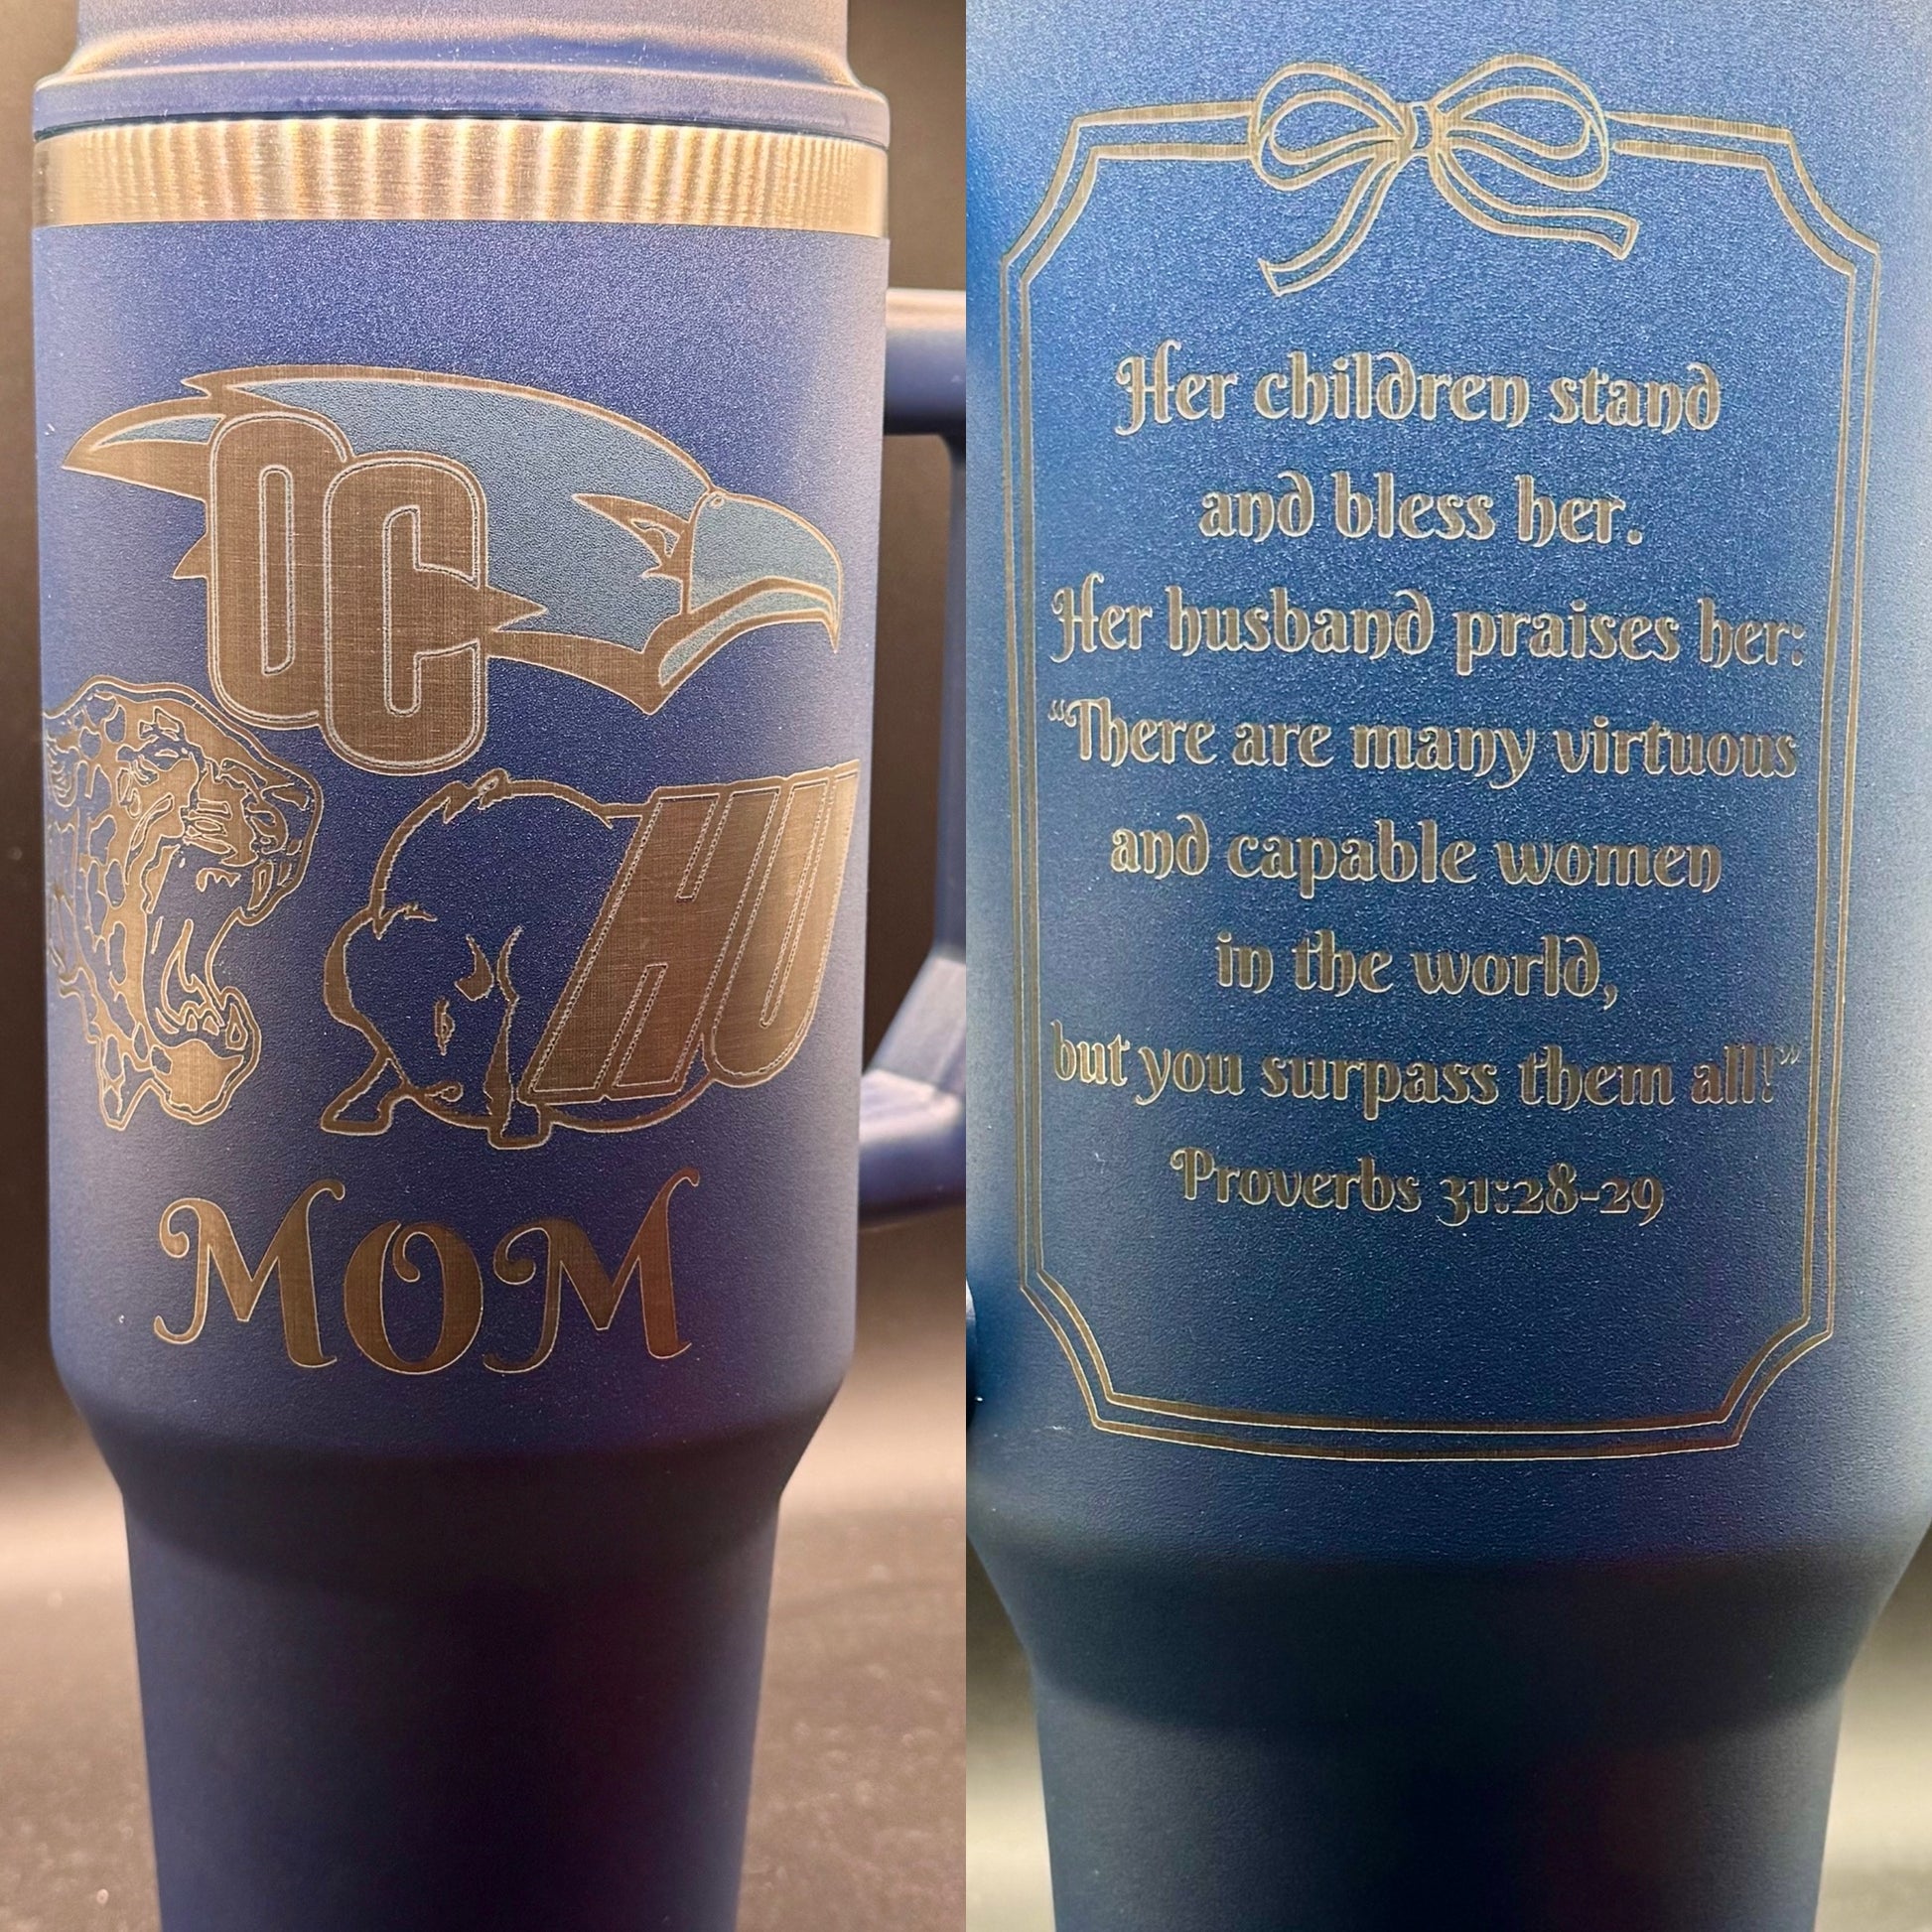 OC
HU
MOM
Her children stand
and bless her.
Her husband praises her:
“There are many virtuous
and capable women
in the world,
but you surpass them all!”
Proverbs 31:28-29